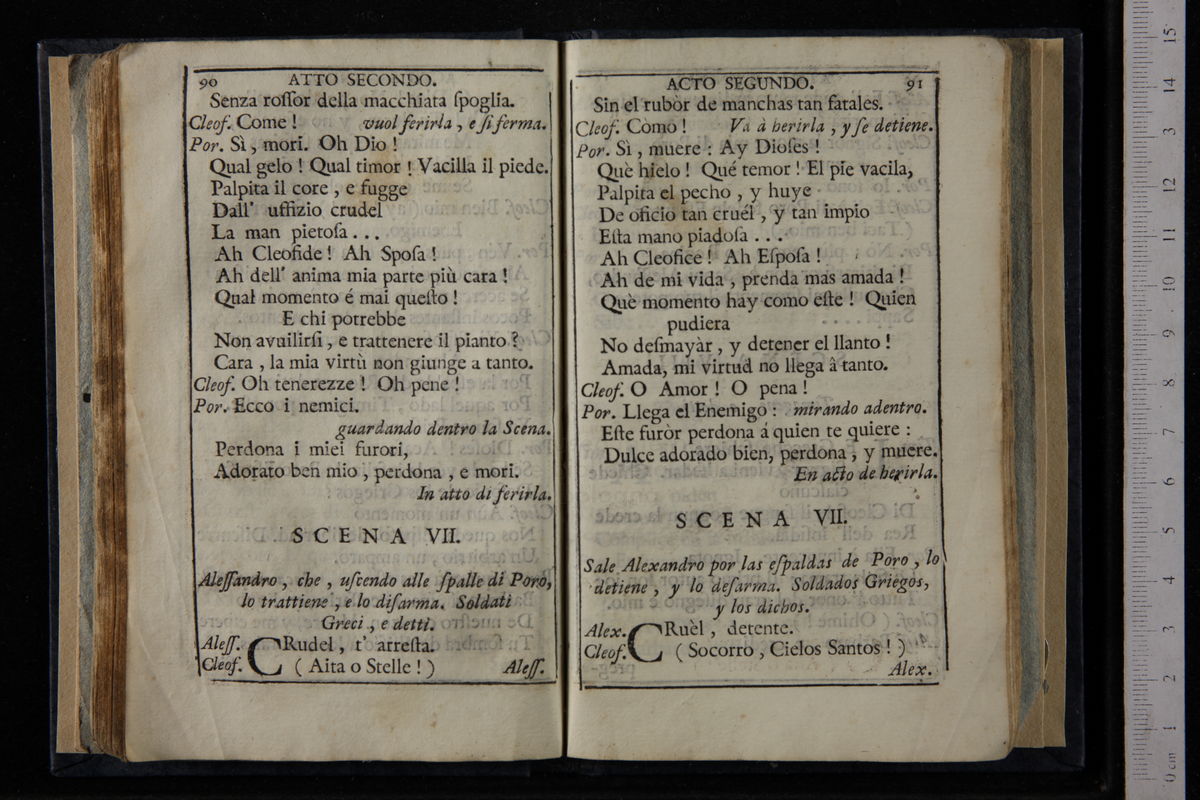 90 ATTO SECONDO.
Senza roſſor della macchiata ſpoglia.
Cleof. Come ! vuol ferirla , e ſi ferma.
Por. Sì , mori. Oh Dio !
Qual gelo ! Qual timor ! Vacilla il piede.
Palpita il core , e fugge
Dall' uffizio crudel
La man pietoſa . . .
Ah Cleofide ! Ah Spoſa !
Ah dell' anima mia parte più cara !
Qual momento é mai queſto !
E chi potrebbe
Non avvilirſi , e trattenere il pianto ?
Cara , la mia virtù non giunge a tanto.
Cleof. Oh tenerezze ! Oh pene !
Por. Ecco i nemici.
guardando dentro la Scena.
Perdona i miei furori,
Adorato ben mio , perdona , e mori.
In atto di ferirla.
SCENA VII.
Aleſſandro , che , uſcendo alle ſpalle di Poro,
lo trattiene , e lo diſarma. Soldati
Greci , e detti.
Aleſſ. CRudel , t' arreſta.
Cleof. ( Aita o Stelle ! ) Aleſſ.
ACTO SEGUNDO. 91
Sin el rubòr de manchas tan fatales.
Cleof. Còmo ! Va à herirla , y ſe detiene.
Por. Sì , muere : Ay Dioſes !
Què hielo ! Qué temor ! El pie vacila,
Palpita el pecho , y huye
De oficio tan cruél , y tan impio
Eſta mano piadoſa . . .
Ah Cleofice ! Ah Eſpoſa !
Ah de mi vida , prenda mas amada !
Què momento hay como eſte ! Quien
pudiera
No deſmayàr , y detener el llanto !
Amada, mi virtud no llega â tanto.
Cleof. O Amor ! O pena !
Por. Llega el Enemigo : mirando adentro.
Eſte furòr perdona á quien te quiere :
Dulce adorado bien, perdona , y muere.
En acto de herirla.
SCENA VII.
Sale Alexandro por las eſpaldas de Poro , lo
detiene , y lo deſarma. Soldados Griegos,
y los dichos.
Alex. CRuèl , detente.
Cleof. ( Socorro , Cielos Santos ! )
Alex.